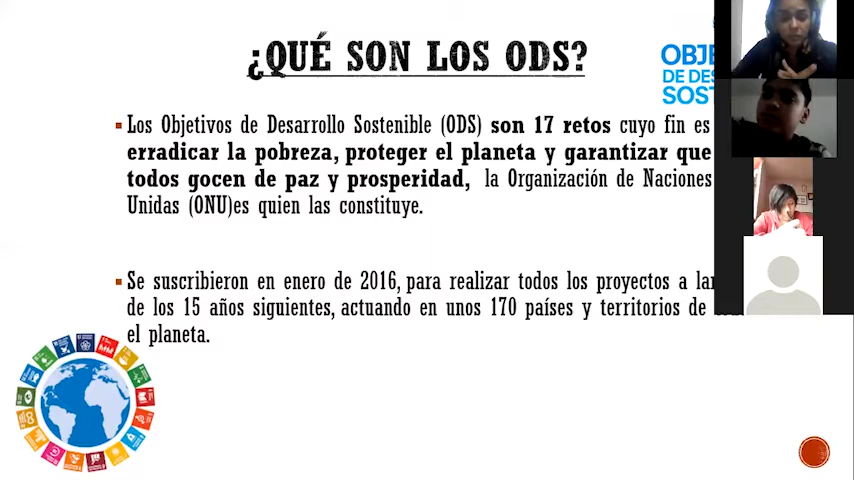 ¿QUÉ SON LOS ODS?
OBJE
DE DES
SOST
Los Objetivos de Desarrollo Sostenible (ODS) son 17 retos cuyo fin es
erradicar la pobreza, proteger el planeta y garantizar que
todos gocen de paz y prosperidad, la Organización de Naciones
Unidas (ONU)es quien las constituye.
Se suscribieron en enero de 2016, para realizar todos los proyectos a lar
de los 15 años siguientes, actuando en unos 170 países y territorios de
el planeta.